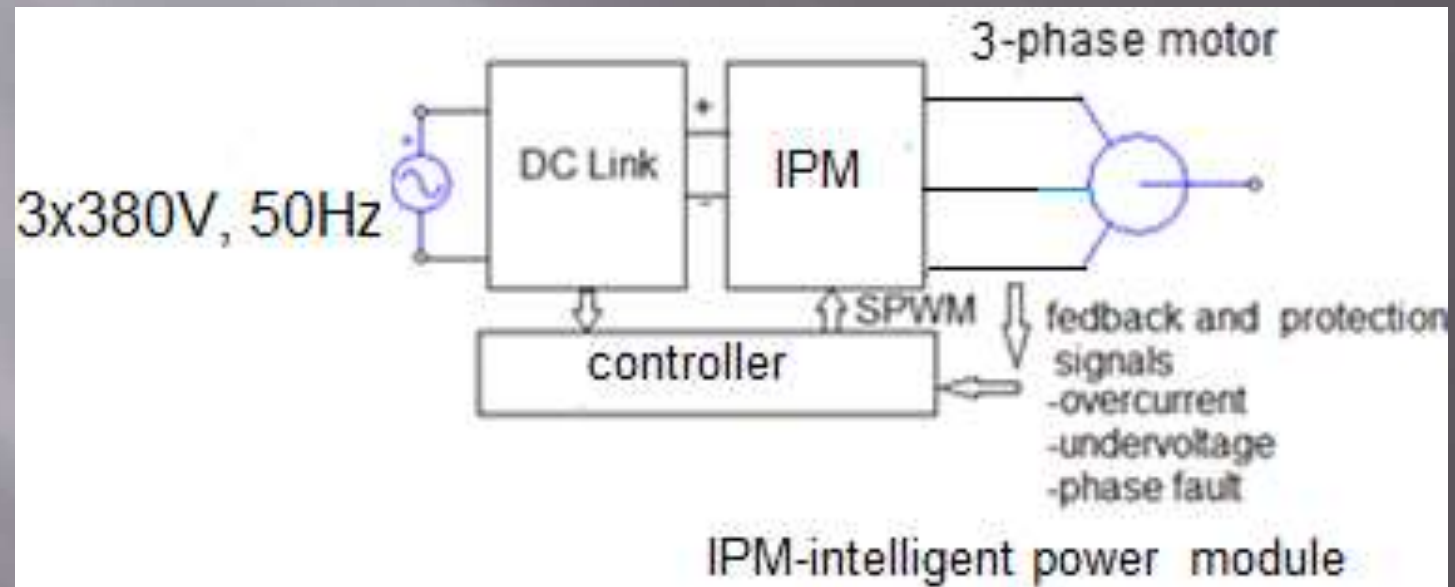 3-phase motor
+
DC Link
IPM
3x380V, 50Hz
-
SPWM
fedback and protection
signals
controller
-overcurrent
-undervoltage
-phase fault
IPM-intelligent power module